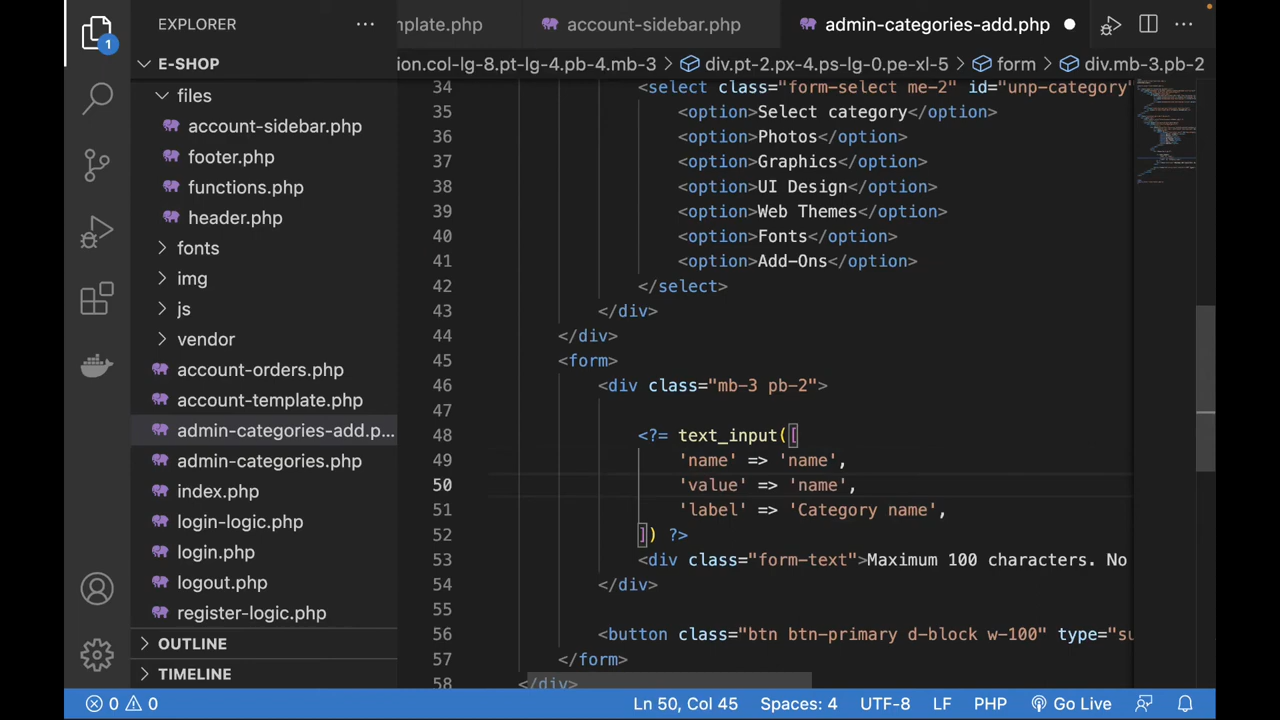 EXPLORER
···
mplate.php
account-sidebar.php
admin-categories-add.php
···
1
E-SHOP
files
account-sidebar.php
footer.php
functions.php
header.php
fonts
img
js
vendor
account-orders.php
account-template.php
admin-categories-add.p...
admin-categories.php
index.php
login-logic.php
login.php
logout.php
register-logic.php
OUTLINE
TIMELINE
ion.col-lg-8.pt-lg-4.pb-4.mb-3 > div.pt-2.px-4.ps-lg-0.pe-xl-5 > form > div.mb-3.pb-2
34 <select class="form-select me-2" id="unp-category"
35 <option>Select category</option>
36 <option>Photos</option>
37 <option>Graphics</option>
38 <option>UI Design</option>
39 <option>Web Themes</option>
40 <option>Fonts</option>
41 <option>Add-Ons</option>
42 </select>
43 </div>
44 </div>
45 <form>
46 <div class="mb-3 pb-2">
47
48 <?= text_input([
49 'name' => 'name',
50 'value' => 'name',
51 'label' => 'Category name',
52 ]) ?>
53 <div class="form-text">Maximum 100 characters. No
54 </div>
55
56 <button class="btn btn-primary d-block w-100" type="su
57 </form>
58 </div>
0 0
Ln 50, Col 45
Spaces: 4
UTF-8
LF
PHP
Go Live